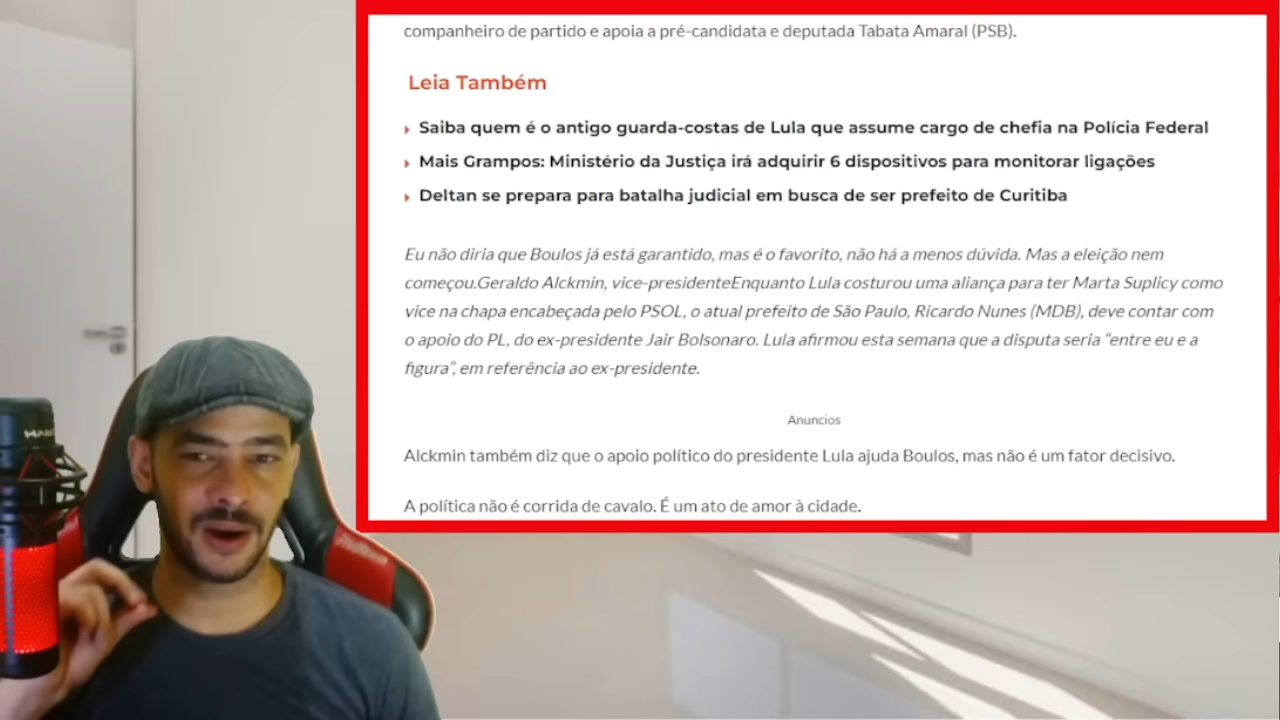 companheiro de partido e apoia a pré-candidata e deputada Tabata Amaral (PSB).
Leia Também
Saiba quem é o antigo guarda-costas de Lula que assume cargo de chefia na Polícia Federal
Mais Grampos: Ministério da Justiça irá adquirir 6 dispositivos para monitorar ligações
Deltan se prepara para batalha judicial em busca de ser prefeito de Curitiba
Eu não diria que Boulos já está garantido, mas é o favorito, não há a menos dúvida. Mas a eleição nem
começou.Geraldo Alckmin, vice-presidenteEnquanto Lula costurou uma aliança para ter Marta Suplicy como
vice na chapa encabeçada pelo PSOL, o atual prefeito de São Paulo, Ricardo Nunes (MDB), deve contar com
o apoio do PL, do ex-presidente Jair Bolsonaro. Lula afirmou esta semana que a disputa seria “entre eu e a
figura”, em referência ao ex-presidente.
Anuncios
Alckmin também diz que o apoio político do presidente Lula ajuda Boulos, mas não é um fator decisivo.
A política não é corrida de cavalo. É um ato de amor à cidade.